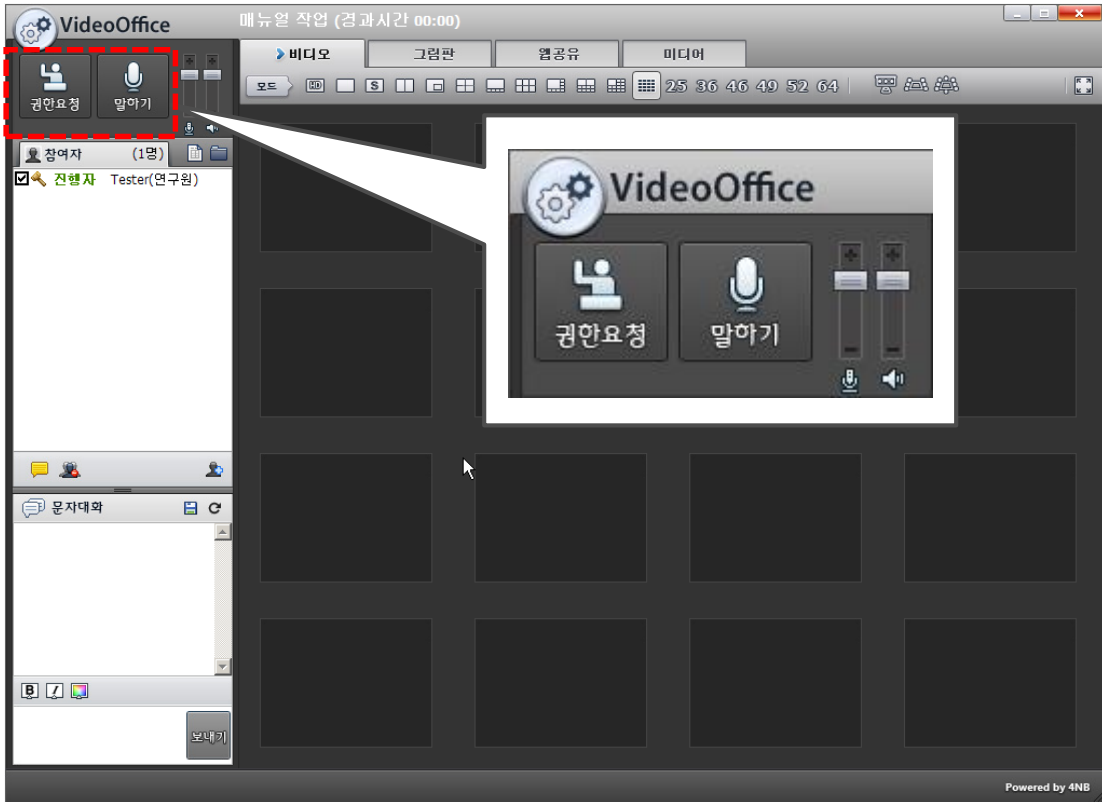 VideoOffice
매뉴얼 작업 (경과시간 00:00)
비디오
그림판
웹공유
미디어
권한요청
말하기
모드
HD
S
25 36 46 49 52 64
참여자 (1명)
진행자 Tester(연구원)
VideoOffice
권한요청
말하기
문자대화
B I
보내기
Powered by 4NB